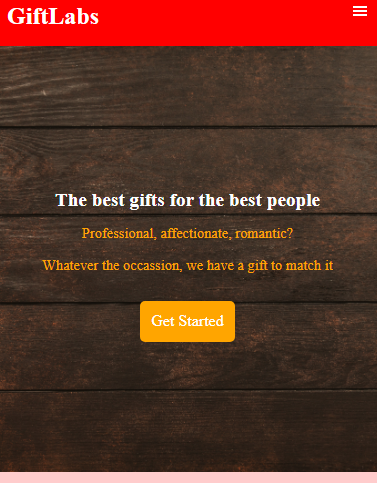 GiftLabs
The best gifts for the best people
Professional, affectionate, romantic?
Whatever the occassion, we have a gift to match it
Get Started